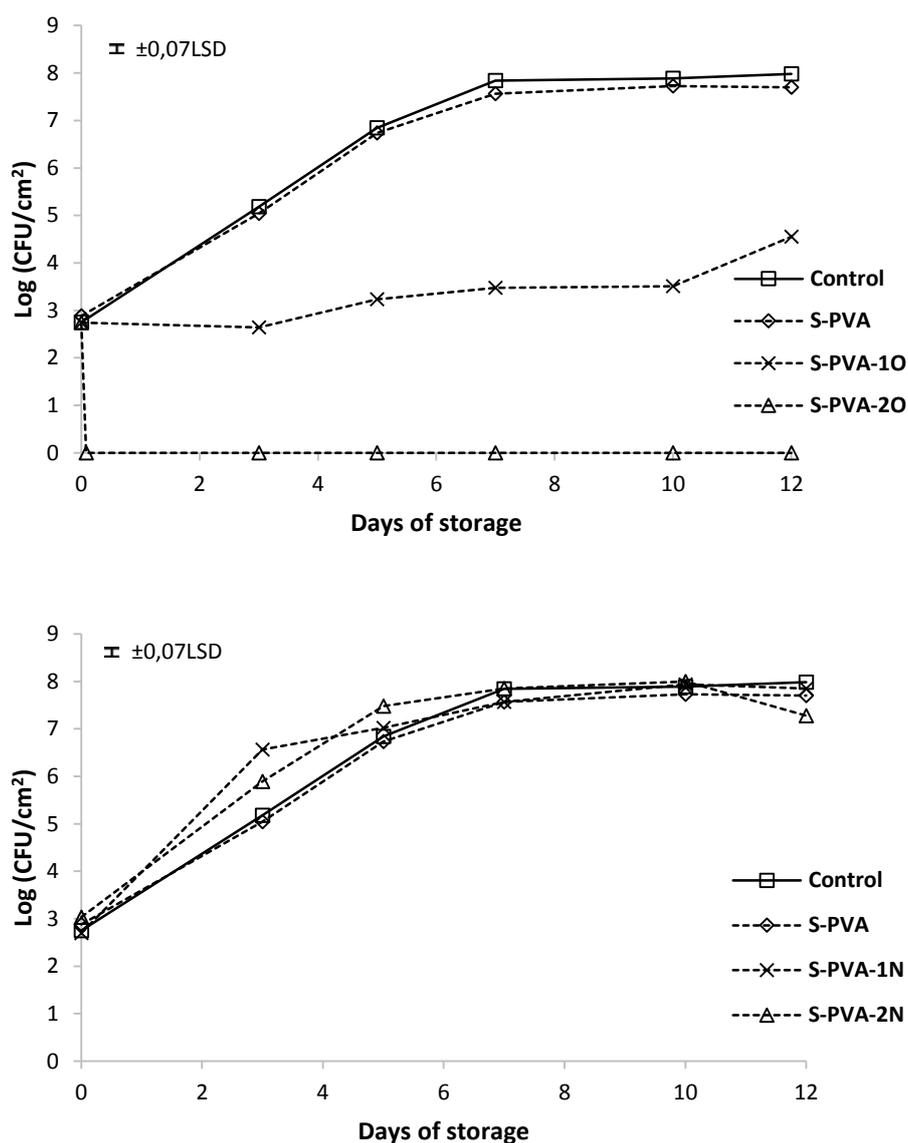 9
8
7
6
5
4
3
2
1
0
±0,07LSD
Log (CFU/cm²)
Control
S-PVA
S-PVA-1O
S-PVA-2O
0 2 4 6 8 10 12
Days of storage
9
8
7
6
5
4
3
2
1
0
±0,07LSD
Log (CFU/cm²)
Control
S-PVA
S-PVA-1N
S-PVA-2N
0 2 4 6 8 10 12
Days of storage